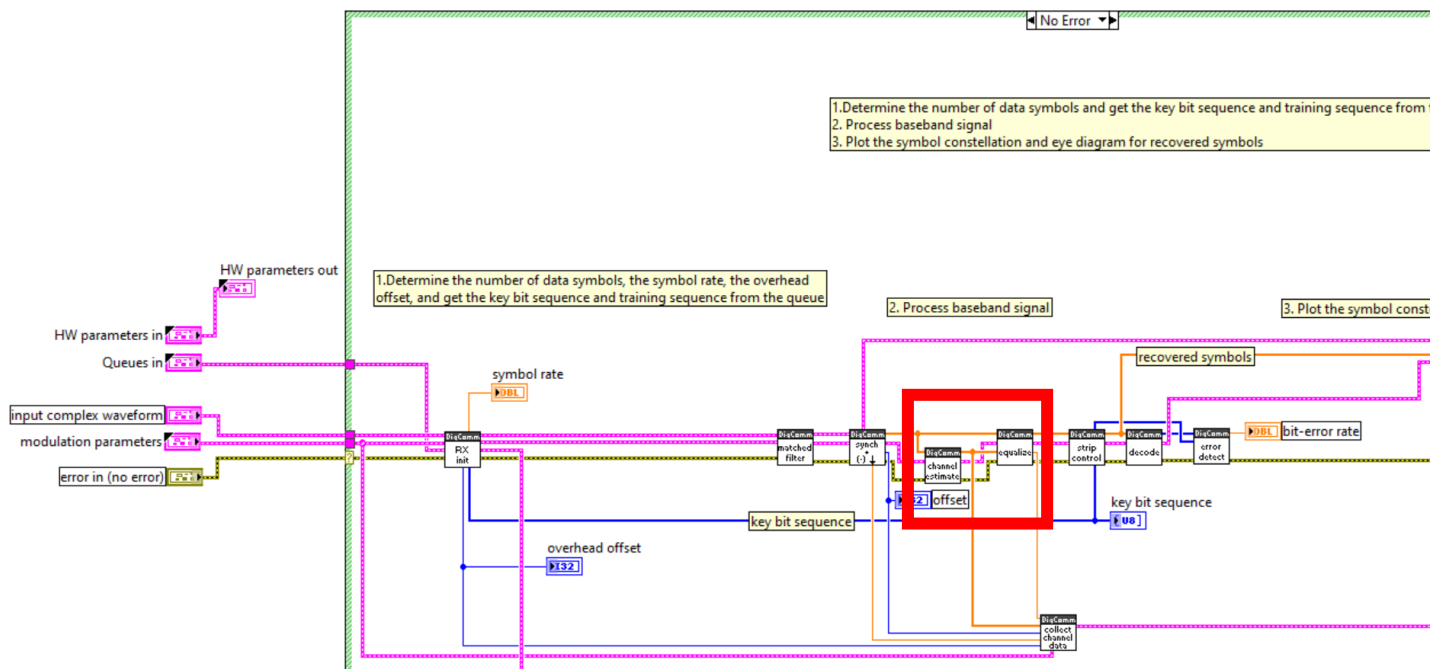 No Error
1.Determine the number of data symbols and get the key bit sequence and training sequence from
2. Process baseband signal
3. Plot the symbol constellation and eye diagram for recovered symbols
HW parameters out
1.Determine the number of data symbols, the symbol rate, the overhead
offset, and get the key bit sequence and training sequence from the queue
2. Process baseband signal
3. Plot the symbol
HW parameters in
Queues in
recovered symbols
symbol rate
DBL
input complex waveform
modulation parameters
error in (no error)
DigComm
RX
init
DigComm
matched
filter
DigComm
synch
+
(-)
DigComm
channel
estimate
DigComm
equalize
DigComm
strip
control
DigComm
decode
DigComm
error
detect
DBL
bit-error rate
offset
key bit sequence
key bit sequence
U8
overhead offset
I32
DigComm
collect
channel
data